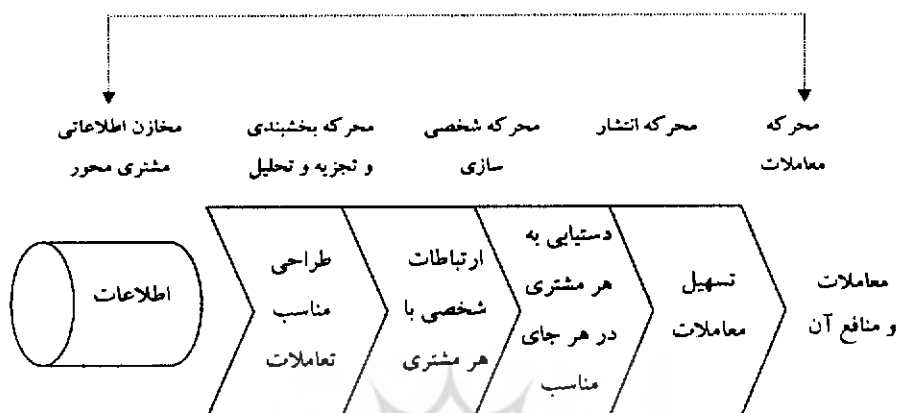 محرکه
معاملات
محرکه انتشار
محرکه شخصی
سازی
محرکه بخشبندی
و تجزیه و تحلیل
مخازن اطلاعاتی
مشتری محور
معاملات
و منافع آن
تسهیل
معاملات
دستیابی به
هر مشتری
در هر جای
مناسب
ارتباطات
شخصی با
هر مشتری
طراحی
مناسب
تعاملات
اطلاعات